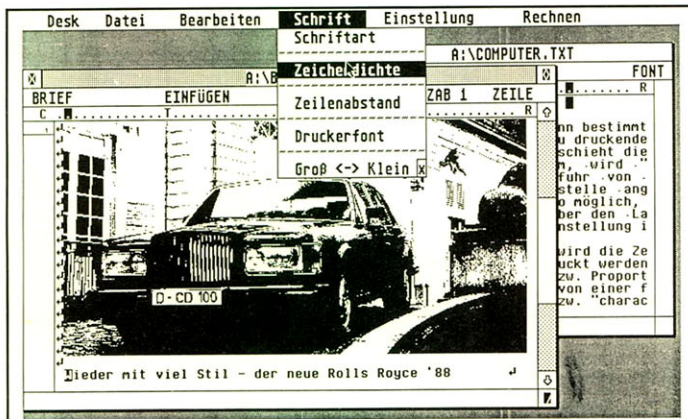 Desk Datei Bearbeiten Schrift Einstellung Rechnen
Schriftart
Zeichendichte
Zeilenabstand
Druckerfont
Groß <-> Klein
A:\COMPUTER.TXT
FONT
R
A:\B
BRIEF EINFÜGEN ZAB 1 ZEILE
C T R
nn bestimmt
u druckende
schieht die
m, wird
fuhr von
stelle ang
o möglich,
ber den La
nstellung i
wird die Ze
uckt werden
zw. Proport
von einer f
zw. "charac
D-CD 100
Wieder mit viel Stil - der neue Rolls Royce '88